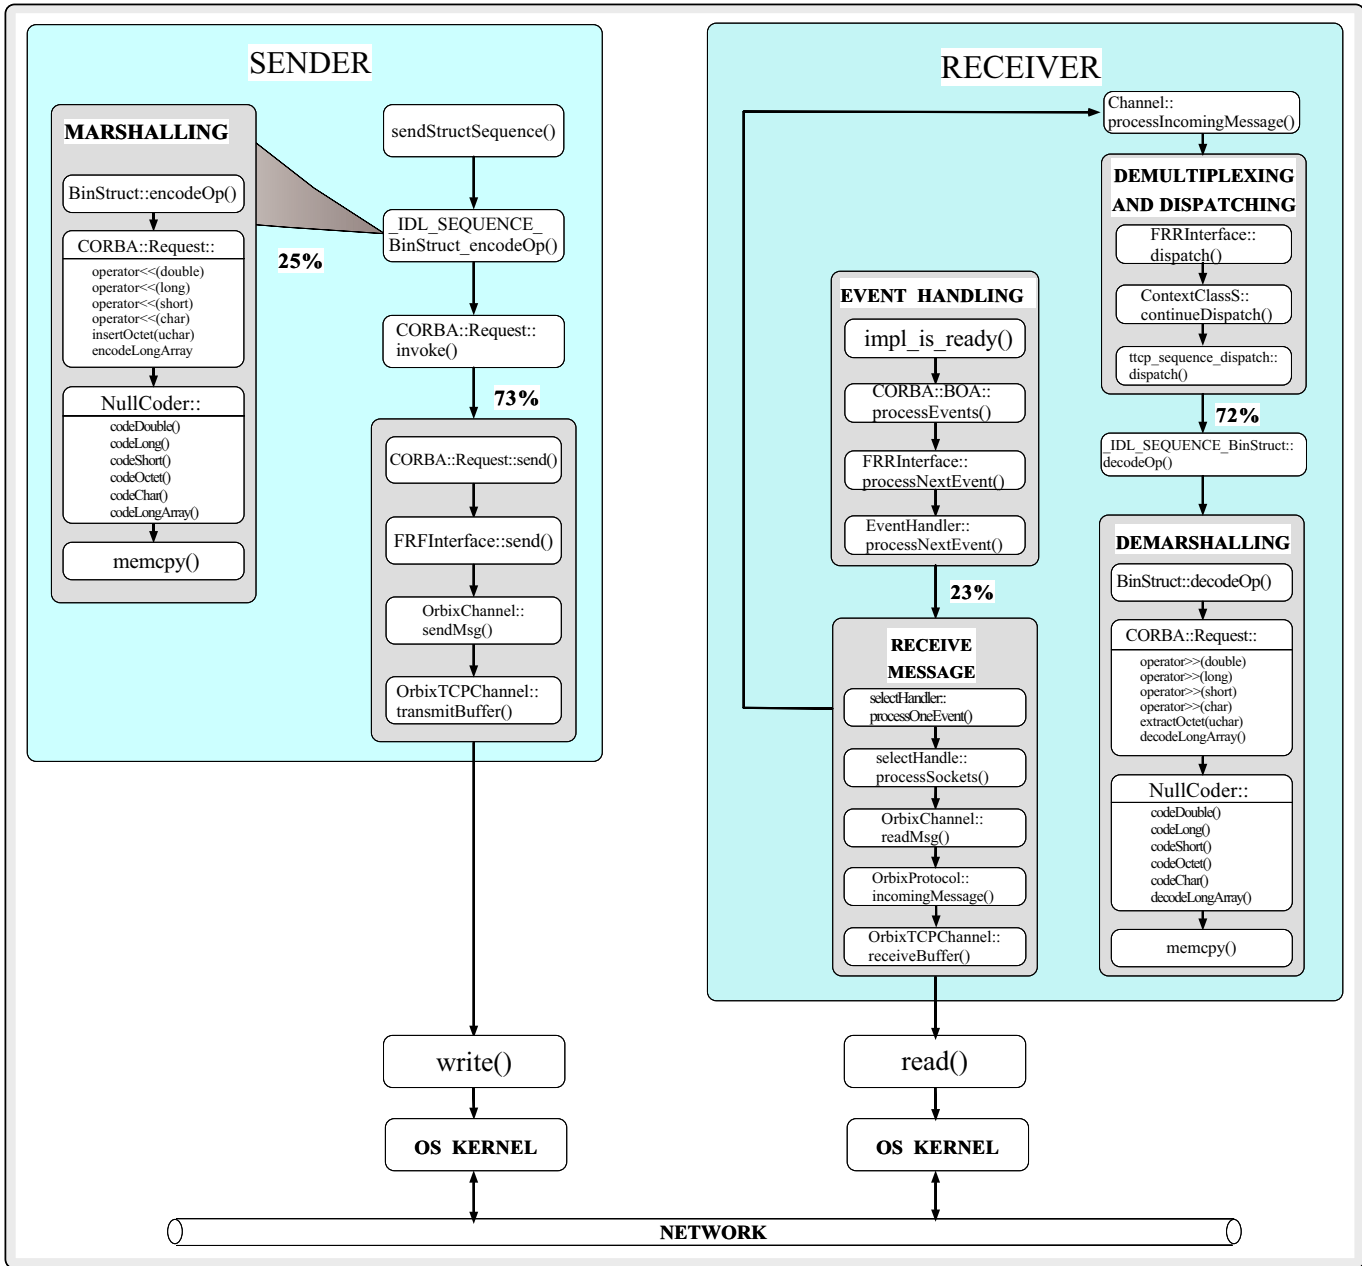 SENDER
MARSHALLING
BinStruct::encodeOp()
CORBA::Request::
operator<<(double)
operator<<(long)
operator<<(short)
operator<<(char)
insertOctet(uchar)
encodeLongArray
NullCoder::
codeDouble()
codeLong()
codeShort()
codeOctet()
codeChar()
codeLongArray()
memcpy()
25%
sendStructSequence()
_IDL_SEQUENCE_
BinStruct_encodeOp()
CORBA::Request::
invoke()
73%
CORBA::Request::send()
FRFInterface::send()
OrbixChannel::
sendMsg()
OrbixTCPChannel::
transmitBuffer()
write()
OS KERNEL
RECEIVER
EVENT HANDLING
impl_is_ready()
CORBA::BOA::
processEvents()
FRRInterface::
processNextEvent()
EventHandler::
processNextEvent()
23%
RECEIVE
MESSAGE
selectHandler::
processOneEvent()
selectHandle::
processSockets()
OrbixChannel::
readMsg()
OrbixProtocol::
incomingMessage()
OrbixTCPChannel::
receiveBuffer()
read()
OS KERNEL
Channel::
processIncomingMessage()
DEMULTIPLEXING
AND DISPATCHING
FRRInterface::
dispatch()
ContextClassS::
continueDispatch()
ttcp_sequence_dispatch::
dispatch()
72%
_IDL_SEQUENCE_BinStruct::
decodeOp()
DEMARSHALLING
BinStruct::decodeOp()
CORBA::Request::
operator>>(double)
operator>>(long)
operator>>(short)
operator>>(char)
extractOctet(uchar)
decodeLongArray()
NullCoder::
codeDouble()
codeLong()
codeShort()
codeOctet()
codeChar()
decodeLongArray()
memcpy()
NETWORK